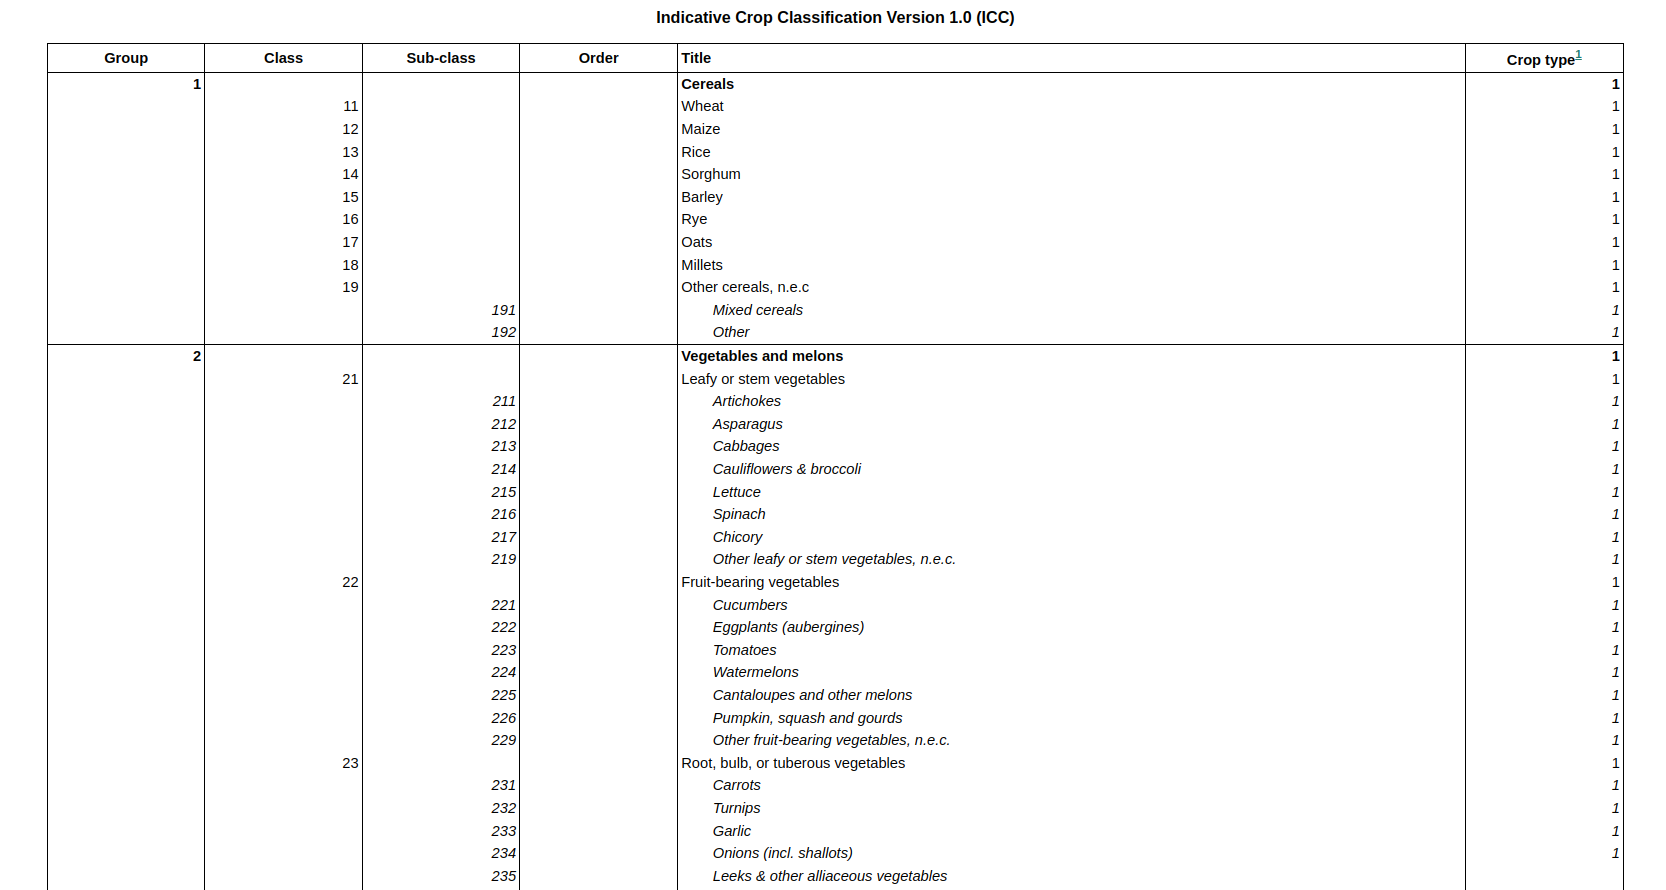 Indicative Crop Classification Version 1.0 (ICC)
Group Class Sub-class Order Title Crop type1
1 Cereals 1
11 Wheat 1
12 Maize 1
13 Rice 1
14 Sorghum 1
15 Barley 1
16 Rye 1
17 Oats 1
18 Millets 1
19 Other cereals, n.e.c 1
191 Mixed cereals 1
192 Other 1
2 Vegetables and melons 1
21 Leafy or stem vegetables 1
211 Artichokes 1
212 Asparagus 1
213 Cabbages 1
214 Cauliflowers & broccoli 1
215 Lettuce 1
216 Spinach 1
217 Chicory 1
219 Other leafy or stem vegetables, n.e.c. 1
22 Fruit-bearing vegetables 1
221 Cucumbers 1
222 Eggplants (aubergines) 1
223 Tomatoes 1
224 Watermelons 1
225 Cantaloupes and other melons 1
226 Pumpkin, squash and gourds 1
229 Other fruit-bearing vegetables, n.e.c. 1
23 Root, bulb, or tuberous vegetables 1
231 Carrots 1
232 Turnips 1
233 Garlic 1
234 Onions (incl. shallots) 1
235 Leeks & other alliaceous vegetables